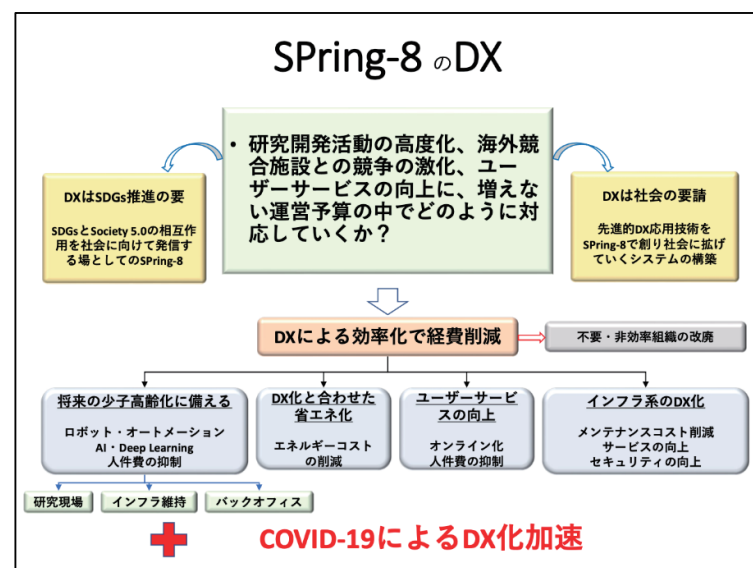 SPring-8 のDX
• 研究開発活動の高度化、海外競
合施設との競争の激化、ユー
ザーサービスの向上に、増えな
い運営予算の中でどのように対
応していくか？
DXはSDGs推進の要
SDGsとSociety 5.0の相互作
用を社会に向けて発信す
る場としてのSPring-8
DXは社会の要請
先進的DX応用技術を
SPring-8で創り社会に拡げ
ていくシステムの構築
DXによる効率化で経費削減
不要・非効率組織の改廃
将来の少子高齢化に備える
ロボット・オートメーション
AI・Deep Learning
人件費の抑制
DX化と合わせた
省エネ化
エネルギーコスト
の削減
ユーザーサービ
スの向上
オンライン化
人件費の抑制
インフラ系のDX化
メンテナンスコスト削減
サービスの向上
セキュリティの向上
研究現場
インフラ維持
バックオフィス
COVID-19によるDX化加速